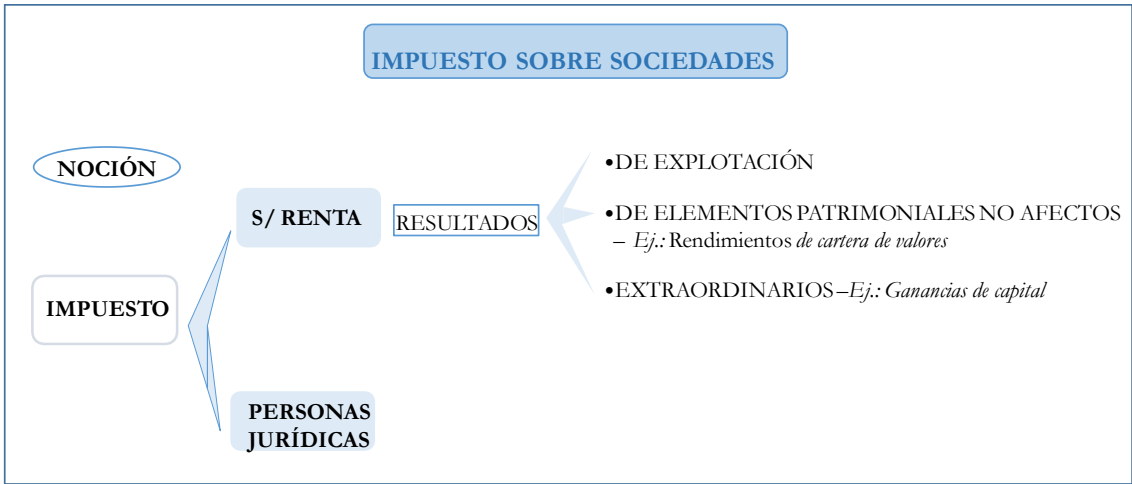 IMPUESTO SOBRE SOCIEDADES
NOCIÓN
IMPUESTO
S/ RENTA
RESULTADOS
•DE EXPLOTACIÓN
•DE ELEMENTOS PATRIMONIALES NO AFECTOS
– Ej.: Rendimientos de cartera de valores
•EXTRAORDINARIOS –Ej.: Ganancias de capital
PERSONAS
JURÍDICAS